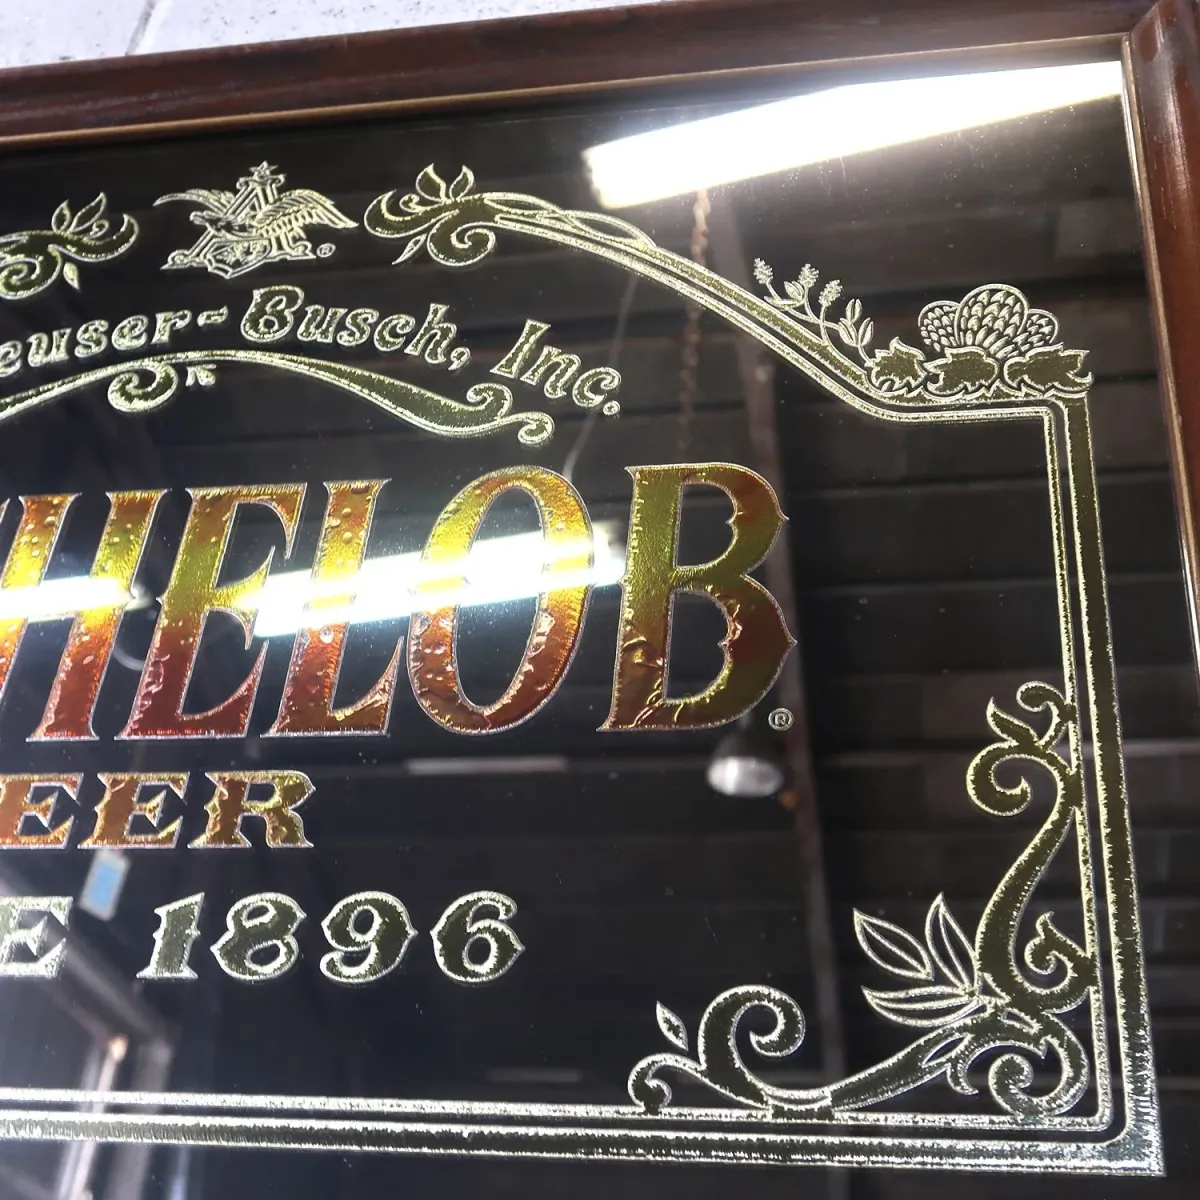 euser-Busch, Inc.
HELOB®
EER
E 1896